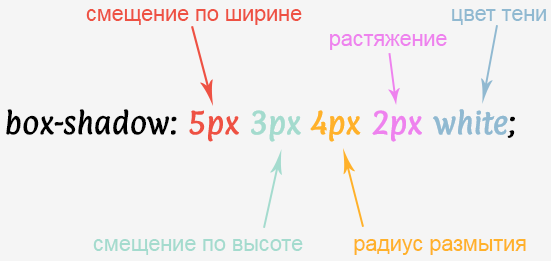 смещение по ширине
цвет тени
растяжение
box-shadow: 5px 3px 4px 2px white;
смещение по высоте
радиус размытия